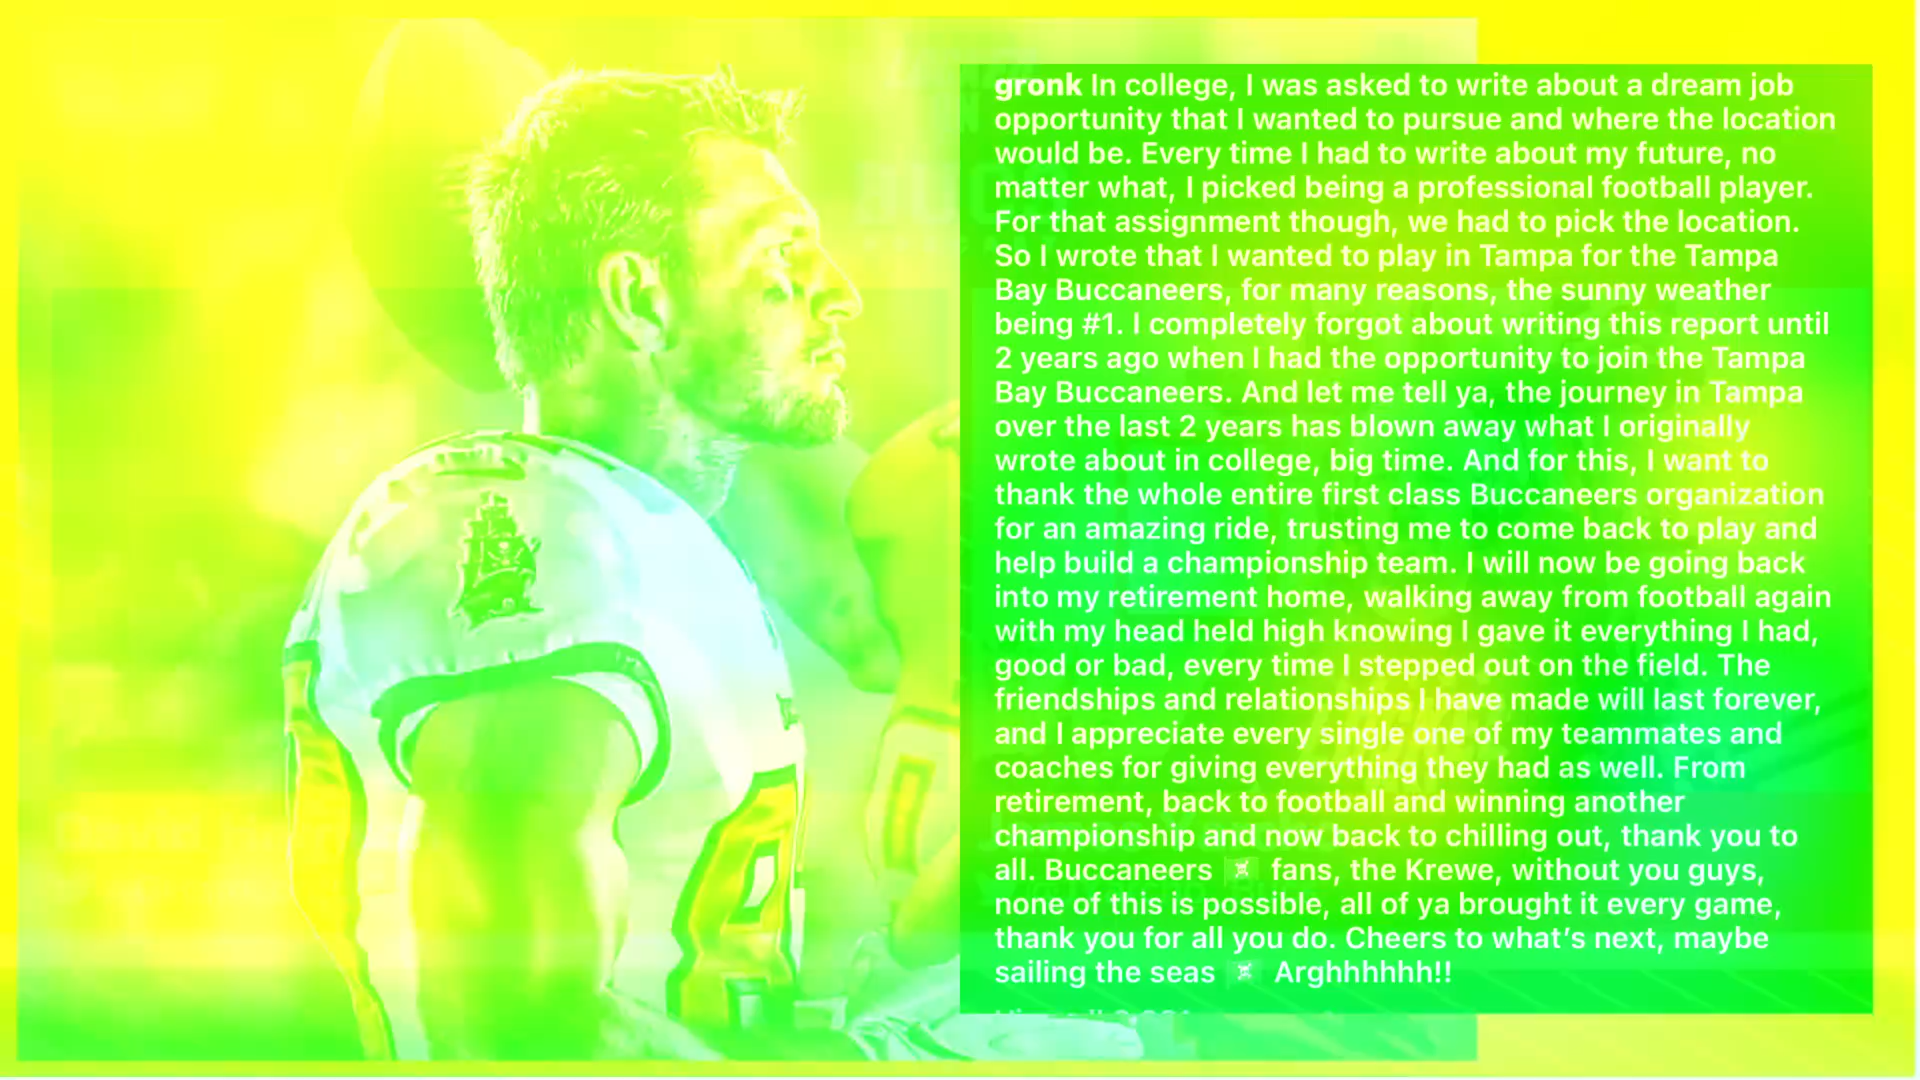 gronk In college, I was asked to write about a dream job
opportunity that I wanted to pursue and where the location
would be. Every time I had to write about my future, no
matter what, I picked being a professional football player.
For that assignment though, we had to pick the location.
So I wrote that I wanted to play in Tampa for the Tampa
Bay Buccaneers, for many reasons, the sunny weather
being #1. I completely forgot about writing this report until
2 years ago when I had the opportunity to join the Tampa
Bay Buccaneers. And let me tell ya, the journey in Tampa
over the last 2 years has blown away what I originally
wrote about in college, big time. And for this, I want to
thank the whole entire first class Buccaneers organization
for an amazing ride, trusting me to come back to play and
help build a championship team. I will now be going back
into my retirement home, walking away from football again
with my head held high knowing I gave it everything I had,
good or bad, every time I stepped out on the field. The
friendships and relationships I have made will last forever,
and I appreciate every single one of my teammates and
coaches for giving everything they had as well. From
retirement, back to football and winning another
championship and now back to chilling out, thank you to
all. Buccaneers 🏴‍☠️ fans, the Krewe, without you guys,
none of this is possible, all of ya brought it every game,
thank you for all you do. Cheers to what's next, maybe
sailing the seas 🏴‍☠️ Arghhhhhh!!